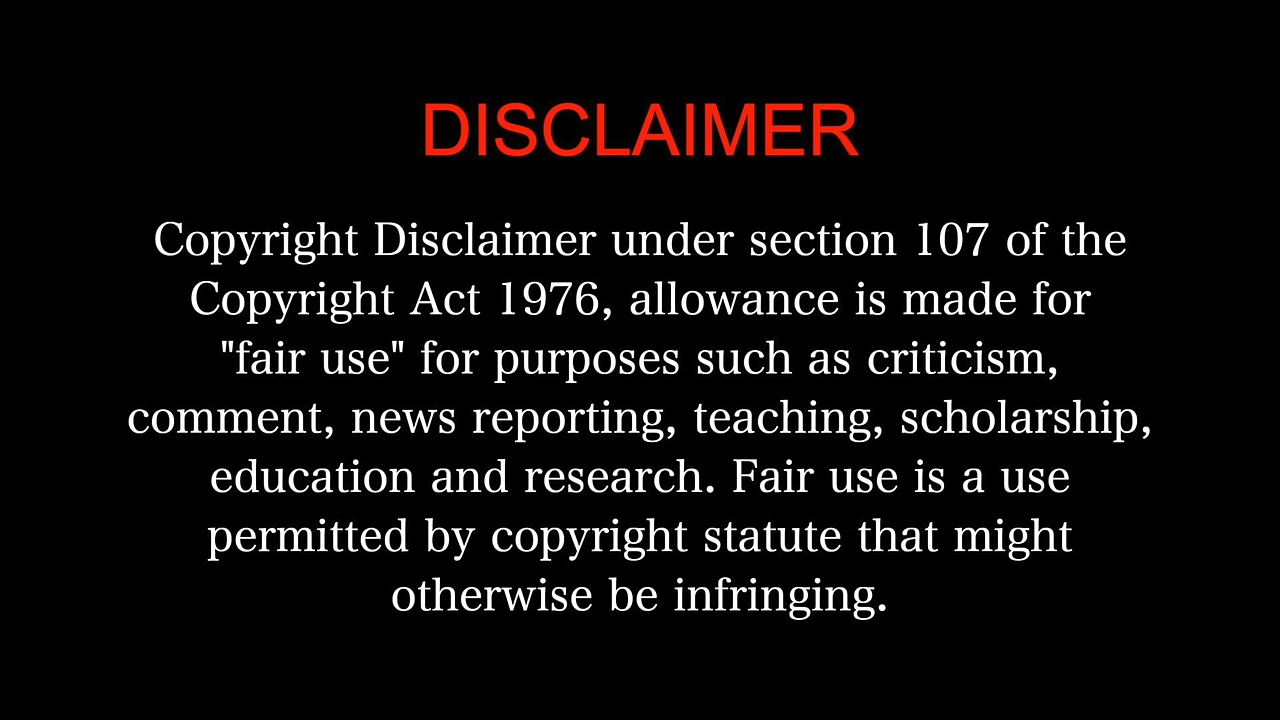 DISCLAIMER
Copyright Disclaimer under section 107 of the
Copyright Act 1976, allowance is made for
"fair use" for purposes such as criticism,
comment, news reporting, teaching, scholarship,
education and research. Fair use is a use
permitted by copyright statute that might
otherwise be infringing.